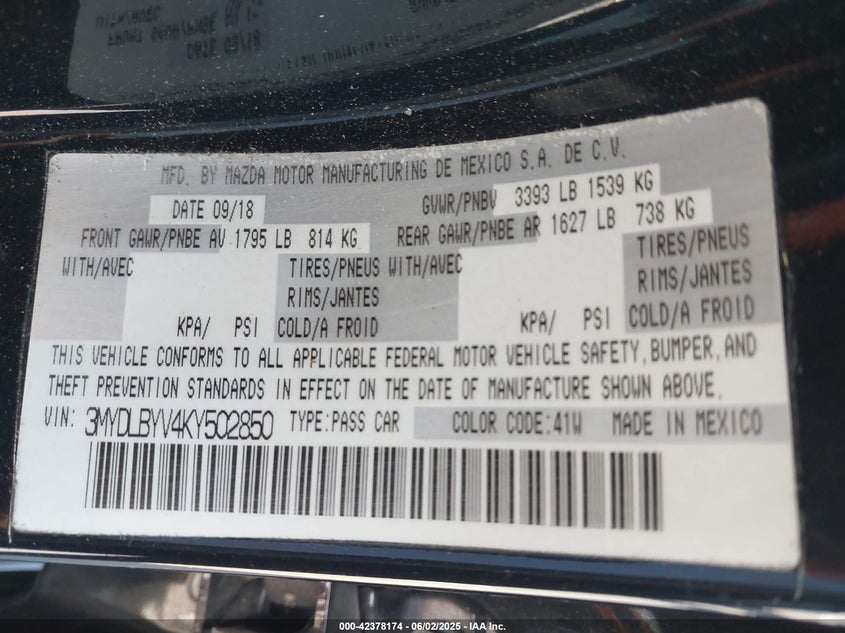 DATE 09/18
MFD. BY MAZDA MOTOR MANUFACTURING DE MEXICO S.A. DE C.V.
DATE 09/18 GVWR/PNBV 3393 LB 1539 KG
FRONT GAWR/PNBE AV 1795 LB 814 KG REAR GAWR/PNBE AR 1627 LB 738 KG
WITH/AVEC TIRES/PNEUS WITH/AVEC TIRES/PNEUS
RIMS/JANTES RIMS/JANTES
KPA/ PSI COLD/A FROID KPA/ PSI COLD/A FROID
THIS VEHICLE CONFORMS TO ALL APPLICABLE FEDERAL MOTOR VEHICLE SAFETY, BUMPER, AND
THEFT PREVENTION STANDARDS IN EFFECT ON THE DATE OF MANUFACTURE SHOWN ABOVE.
VIN: 3MYDLBYV4KY502850 TYPE:PASS CAR COLOR CODE:41W MADE IN MEXICO
000-42378174 - 06/02/2025 - IAA Inc.